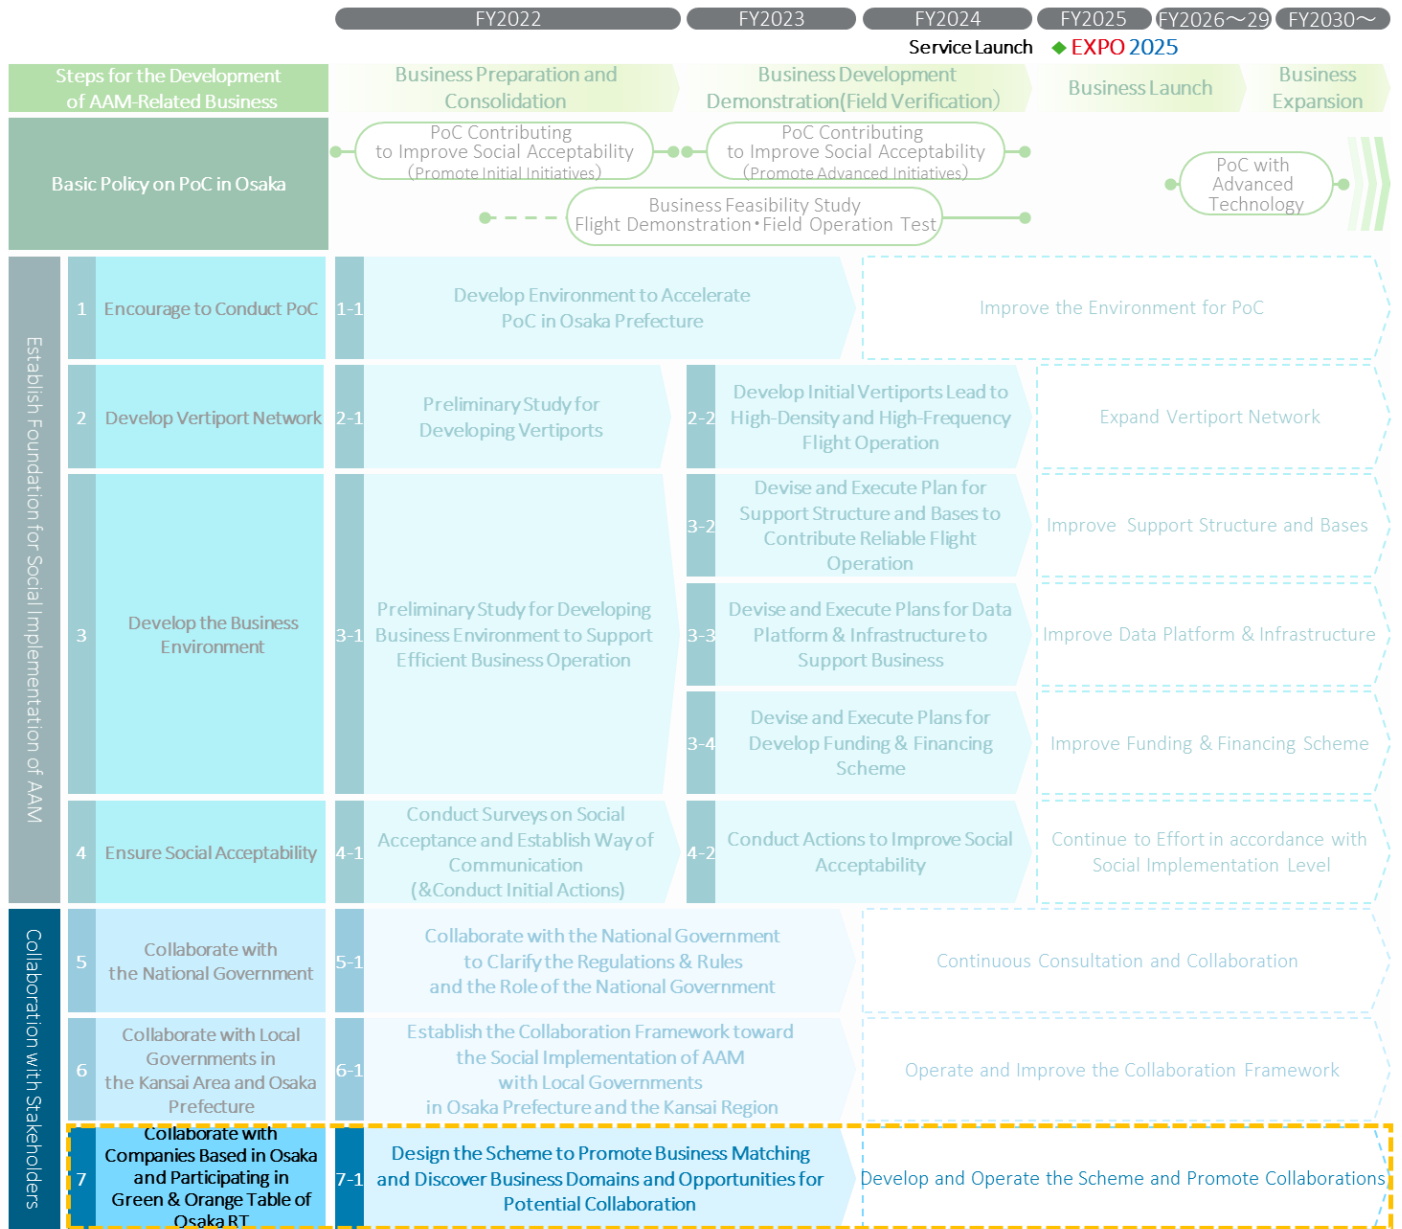 FY2022
FY2023
FY2024
FY2025
FY2026～29
FY2030～
Service Launch
EXPO 2025
Steps for the Development
of AAM-Related Business
Business Preparation and
Consolidation
Business Development
Demonstration(Field Verification）
Business Launch
Business
Expansion
Basic Policy on PoC in Osaka
PoC Contributing
to Improve Social Acceptability
（Promote Initial Initiatives）
PoC Contributing
to Improve Social Acceptability
（Promote Advanced Initiatives）
Business Feasibility Study
Flight Demonstration・Field Operation Test
PoC with
Advanced
Technology
Establish Foundation for Social Implementation of AAM
1
Encourage to Conduct PoC
1-1
Develop Environment to Accelerate
PoC in Osaka Prefecture
Improve the Environment for PoC
2
Develop Vertiport Network
2-1
Preliminary Study for
Developing Vertiports
2-2
Develop Initial Vertiports Lead to
High-Density and High-Frequency
Flight Operation
Expand Vertiport Network
3
Develop the Business
Environment
3-1
Preliminary Study for Developing
Business Environment to Support
Efficient Business Operation
3-2
Devise and Execute Plan for
Support Structure and Bases to
Contribute Reliable Flight
Operation
Improve Support Structure and Bases
3-3
Devise and Execute Plans for Data
Platform & Infrastructure to
Support Business
Improve Data Platform & Infrastructure
3-4
Devise and Execute Plans for
Develop Funding & Financing
Scheme
Improve Funding & Financing Scheme
4
Ensure Social Acceptability
4-1
Conduct Surveys on Social
Acceptance and Establish Way of
Communication
(&Conduct Initial Actions)
4-2
Conduct Actions to Improve Social
Acceptability
Continue to Effort in accordance with
Social Implementation Level
Collaboration with Stakeholders
5
Collaborate with
the National Government
5-1
Collaborate with the National Government
to Clarify the Regulations & Rules
and the Role of the National Government
Continuous Consultation and Collaboration
6
Collaborate with Local
Governments in
the Kansai Area and Osaka
Prefecture
6-1
Establish the Collaboration Framework toward
the Social Implementation of AAM
with Local Governments
in Osaka Prefecture and the Kansai Region
Operate and Improve the Collaboration Framework
7
Collaborate with
Companies Based in Osaka
and Participating in
Green & Orange Table of
Osaka RT
7-1
Design the Scheme to Promote Business Matching
and Discover Business Domains and Opportunities for
Potential Collaboration
Develop and Operate the Scheme and Promote Collaborations